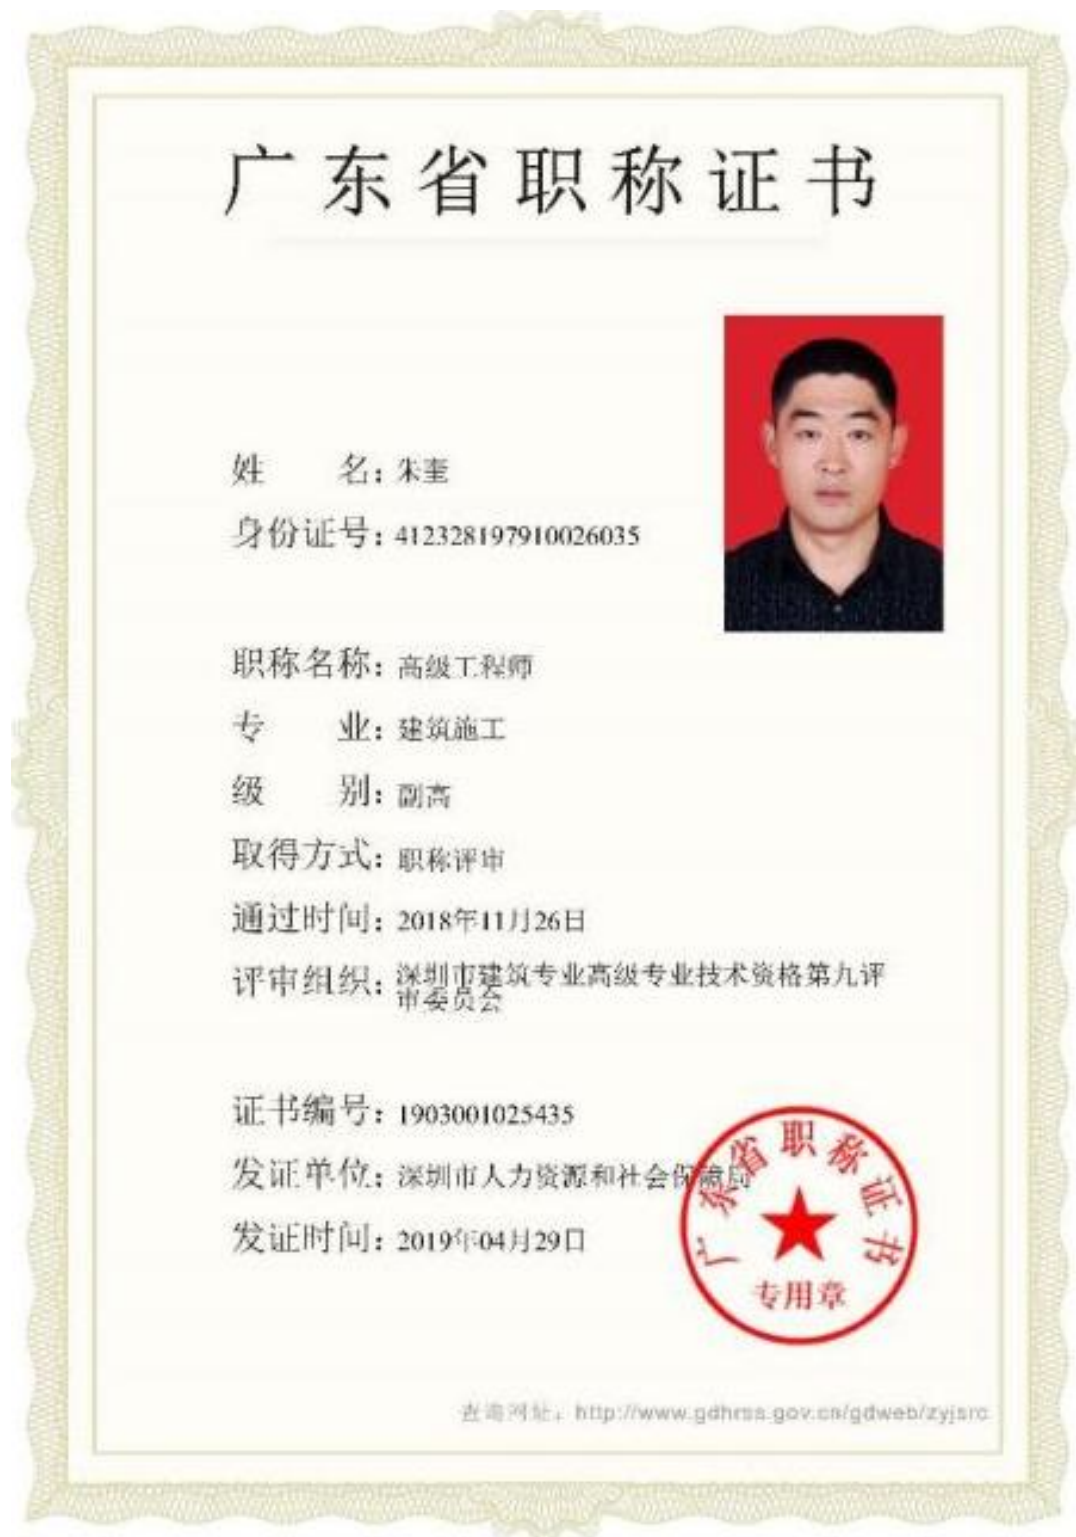 广东省职称证书
姓 名：朱奎
身份证号：412328197910026035
职称名称：高级工程师
专 业：建筑施工
级 别：副高
取得方式：职称评审
通过时间：2018年11月26日
评审组织：深圳市建筑专业高级专业技术资格第九评
审委员会
证书编号：1903001025435
发证单位：深圳市人力资源和社会保障局
发证时间：2019年04月29日
广东省职称证书
专用章
查询网址：http://www.gdhrss.gov.cn/gdweb/zyjsrc